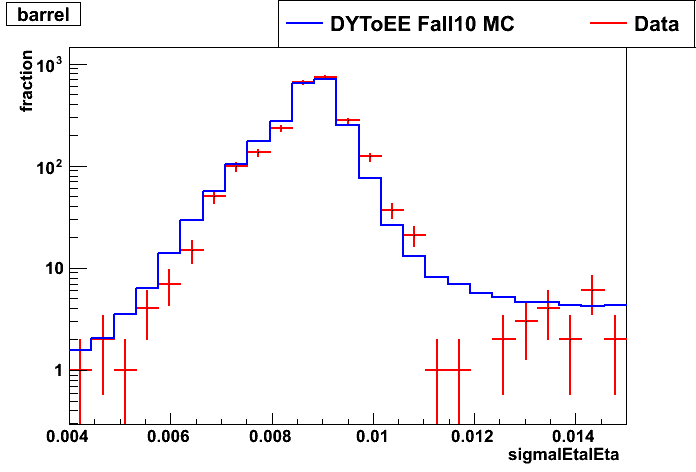 barrel
DYToEE Fall10 MC
Data
fraction
10³
10²
10
1
0.004 0.006 0.008 0.01 0.012 0.014
sigmaIEtaIEta